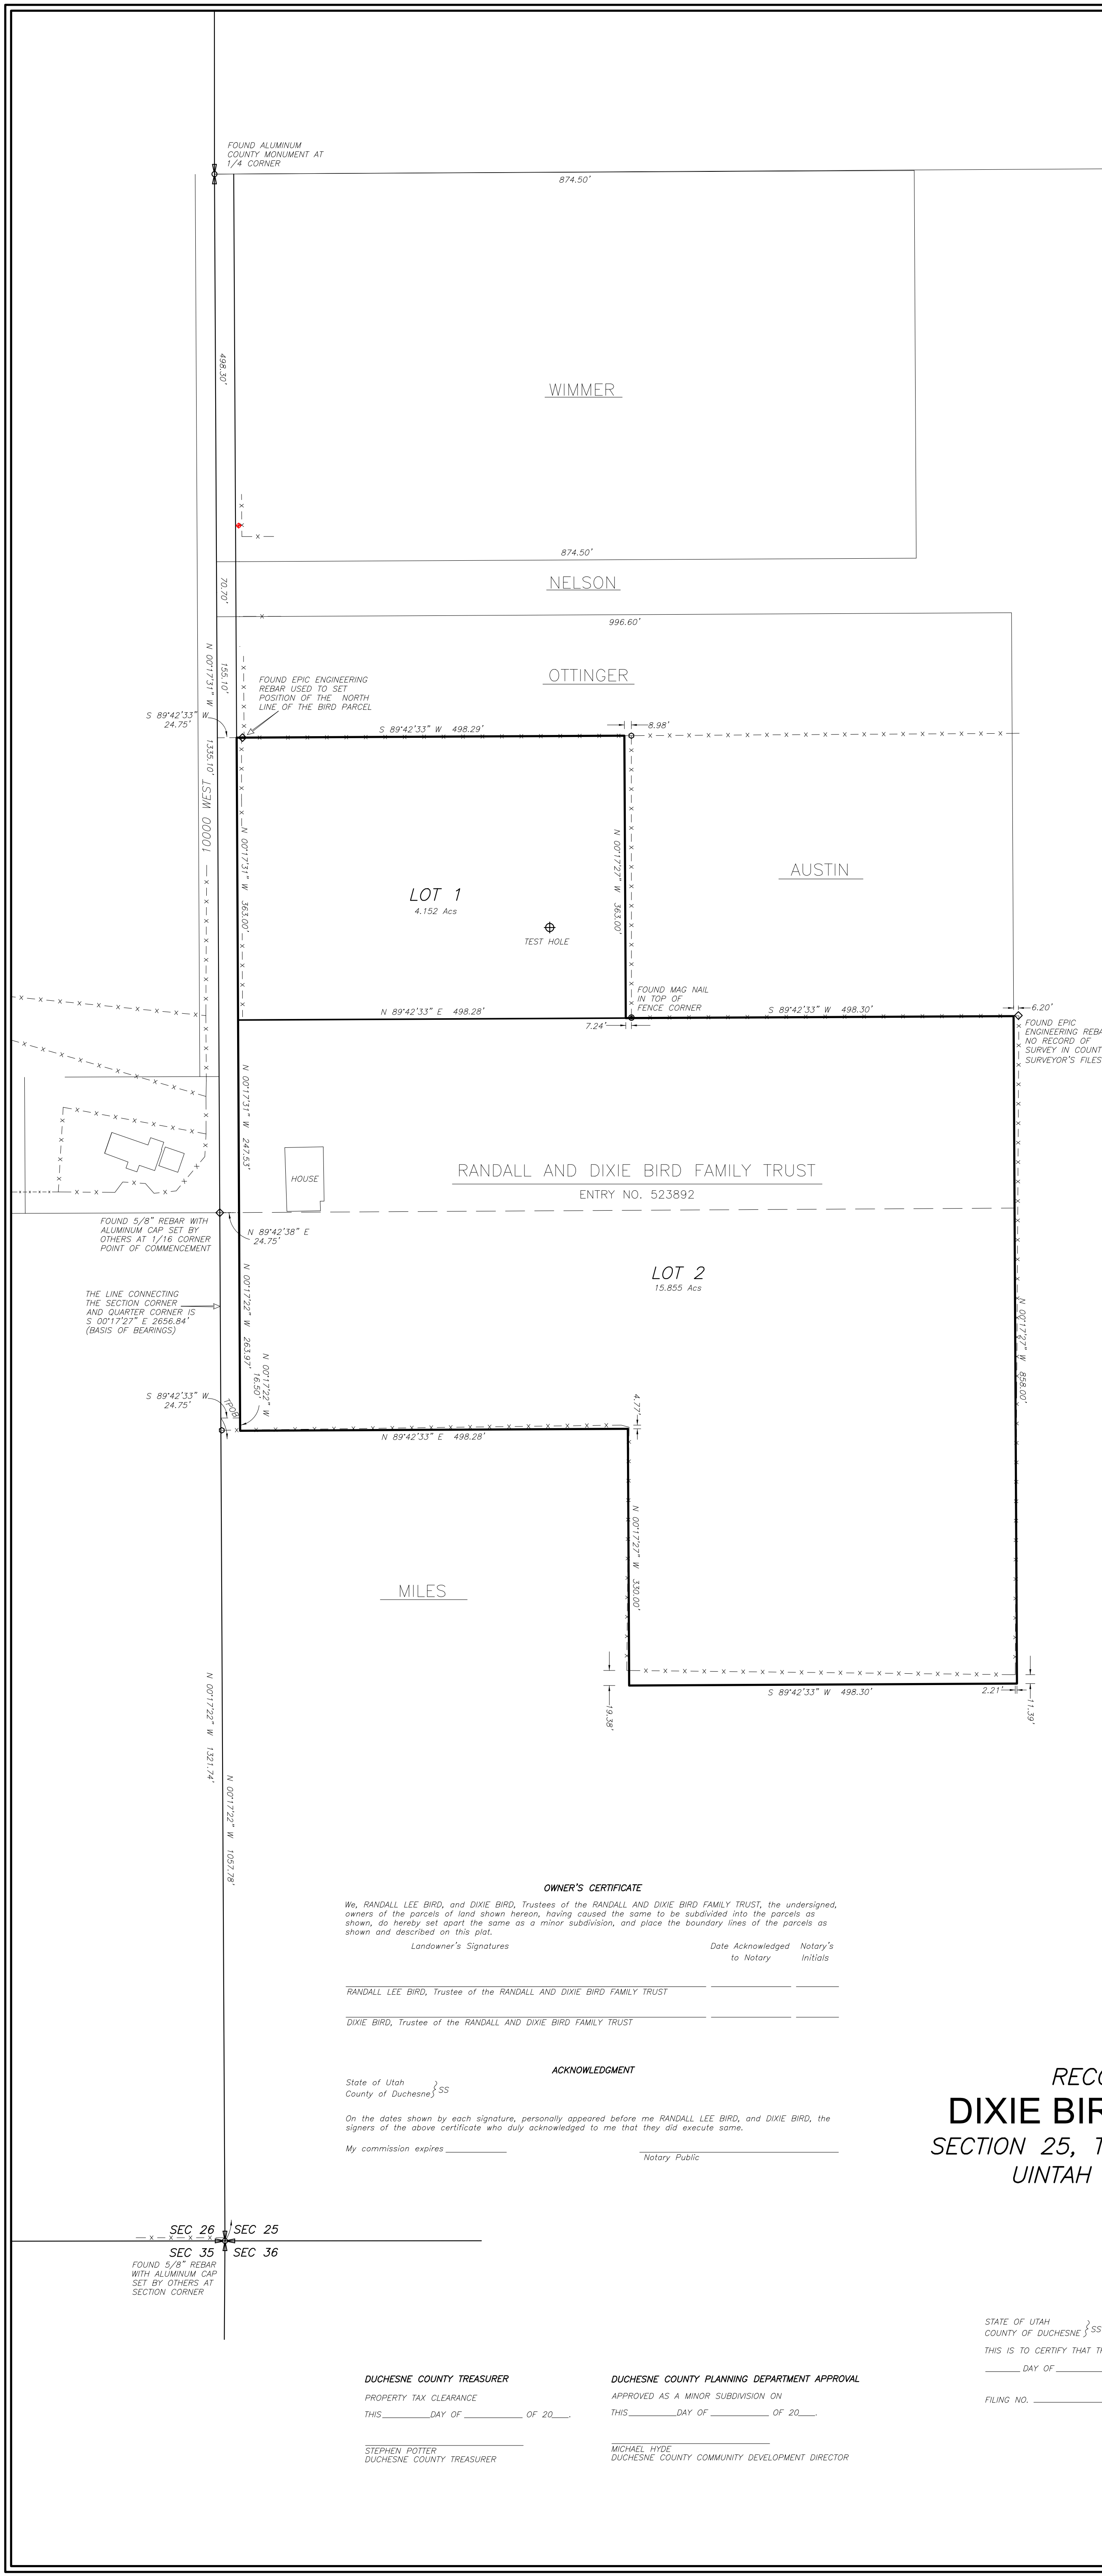 FOUND ALUMINUM
COUNTY MONUMENT AT
1/4 CORNER
874.50'
498.30'
WIMMER
874.50'
70.70'
NELSON
996.60'
N 00°17'31" W 1335.10'
155.10'
OTTINGER
FOUND EPIC ENGINEERING
REBAR USED TO SET
POSITION OF THE NORTH
LINE OF THE BIRD PARCEL
S 89°42'33" W
24.75'
S 89°42'33" W 498.29'
8.98'
10000 WEST
N 00°17'31" W 363.00'
N 00°17'27" W 363.00'
AUSTIN
LOT 1
4.152 Acs
TEST HOLE
FOUND MAG NAIL
IN TOP OF
FENCE CORNER
N 89°42'33" E 498.28'
7.24'
S 89°42'33" W 498.30'
6.20'
FOUND EPIC
ENGINEERING REBA
NO RECORD OF
SURVEY IN COUNT
SURVEYOR'S FILES
N 00°17'31" W 247.53'
HOUSE
RANDALL AND DIXIE BIRD FAMILY TRUST
ENTRY NO. 523892
FOUND 5/8" REBAR WITH
ALUMINUM CAP SET BY
OTHERS AT 1/16 CORNER
POINT OF COMMENCEMENT
N 89°42'38" E
24.75'
LOT 2
15.855 Acs
THE LINE CONNECTING
THE SECTION CORNER
AND QUARTER CORNER IS
S 00°17'27" E 2656.84'
(BASIS OF BEARINGS)
N 00°17'22" W 263.97'
N 00°17'27" W 858.00'
N 00°17'22" W
16.50'
S 89°42'33" W
24.75'
TPOB
4.77'
N 89°42'33" E 498.28'
N 00°17'27" W 330.00'
MILES
S 89°42'33" W 498.30'
2.21'
19.38'
11.39'
N 00°17'22" W 1321.74'
N 00°17'22" W 1057.78'
OWNER'S CERTIFICATE
We, RANDALL LEE BIRD, and DIXIE BIRD, Trustees of the RANDALL AND DIXIE BIRD FAMILY TRUST, the undersigned,
owners of the parcels of land shown hereon, having caused the same to be subdivided into the parcels as
shown, do hereby set apart the same as a minor subdivision, and place the boundary lines of the parcels as
shown and described on this plat.
Landowner's Signatures Date Acknowledged Notary's
to Notary Initials
RANDALL LEE BIRD, Trustee of the RANDALL AND DIXIE BIRD FAMILY TRUST
DIXIE BIRD, Trustee of the RANDALL AND DIXIE BIRD FAMILY TRUST
ACKNOWLEDGMENT
State of Utah
County of Duchesne } SS
On the dates shown by each signature, personally appeared before me RANDALL LEE BIRD, and DIXIE BIRD, the
signers of the above certificate who duly acknowledged to me that they did execute same.
My commission expires
Notary Public
RECO
DIXIE BIR
SECTION 25, T
UINTAH
SEC 26 SEC 25
SEC 35 SEC 36
FOUND 5/8" REBAR
WITH ALUMINUM CAP
SET BY OTHERS AT
SECTION CORNER
STATE OF UTAH
COUNTY OF DUCHESNE } SS
THIS IS TO CERTIFY THAT TH
DAY OF
FILING NO.
DUCHESNE COUNTY TREASURER
PROPERTY TAX CLEARANCE
THIS DAY OF OF 20 .
STEPHEN POTTER
DUCHESNE COUNTY TREASURER
DUCHESNE COUNTY PLANNING DEPARTMENT APPROVAL
APPROVED AS A MINOR SUBDIVISION ON
THIS DAY OF OF 20 .
MICHAEL HYDE
DUCHESNE COUNTY COMMUNITY DEVELOPMENT DIRECTOR